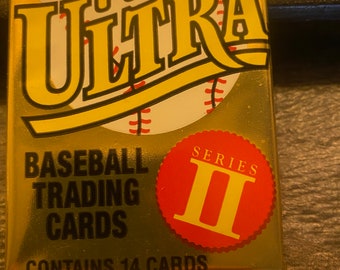 ULTRA
BASEBALL
TRADING
CARDS
SERIES
II
CONTAINS 14 CARDS